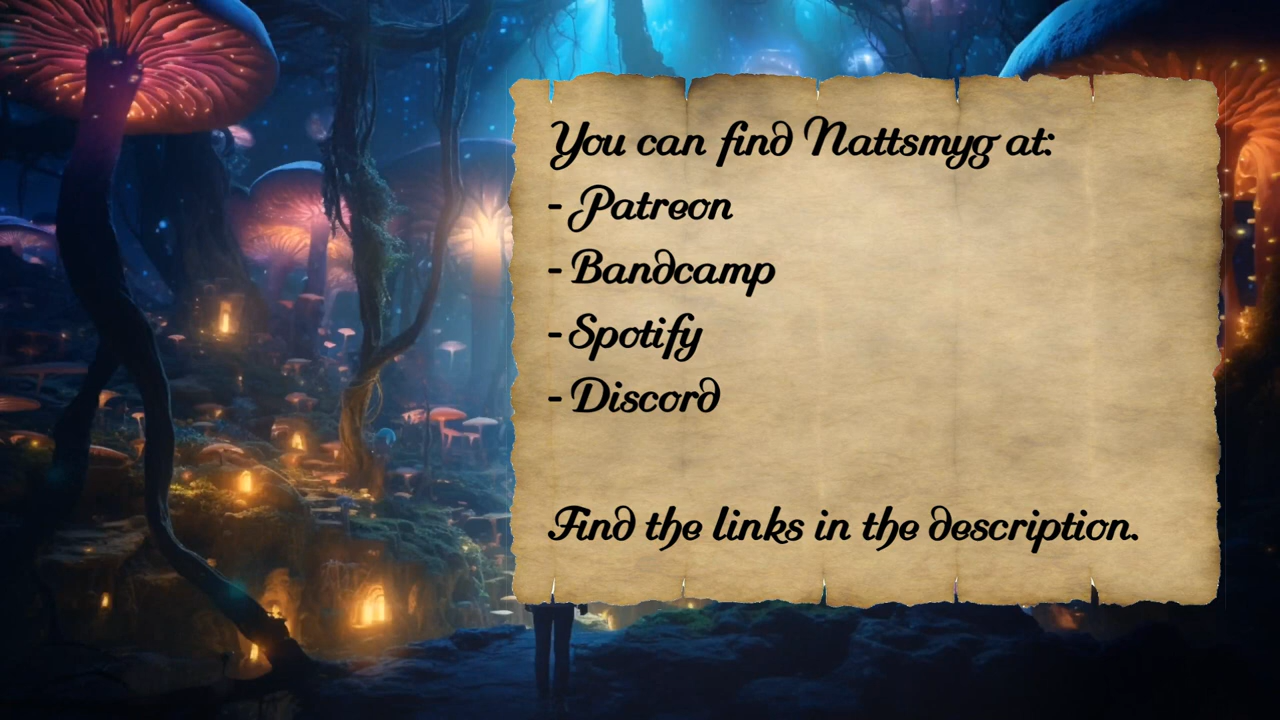 You can find Nattsmyg at:
- Patreon
- Bandcamp
- Spotify
- Discord
Find the links in the description.